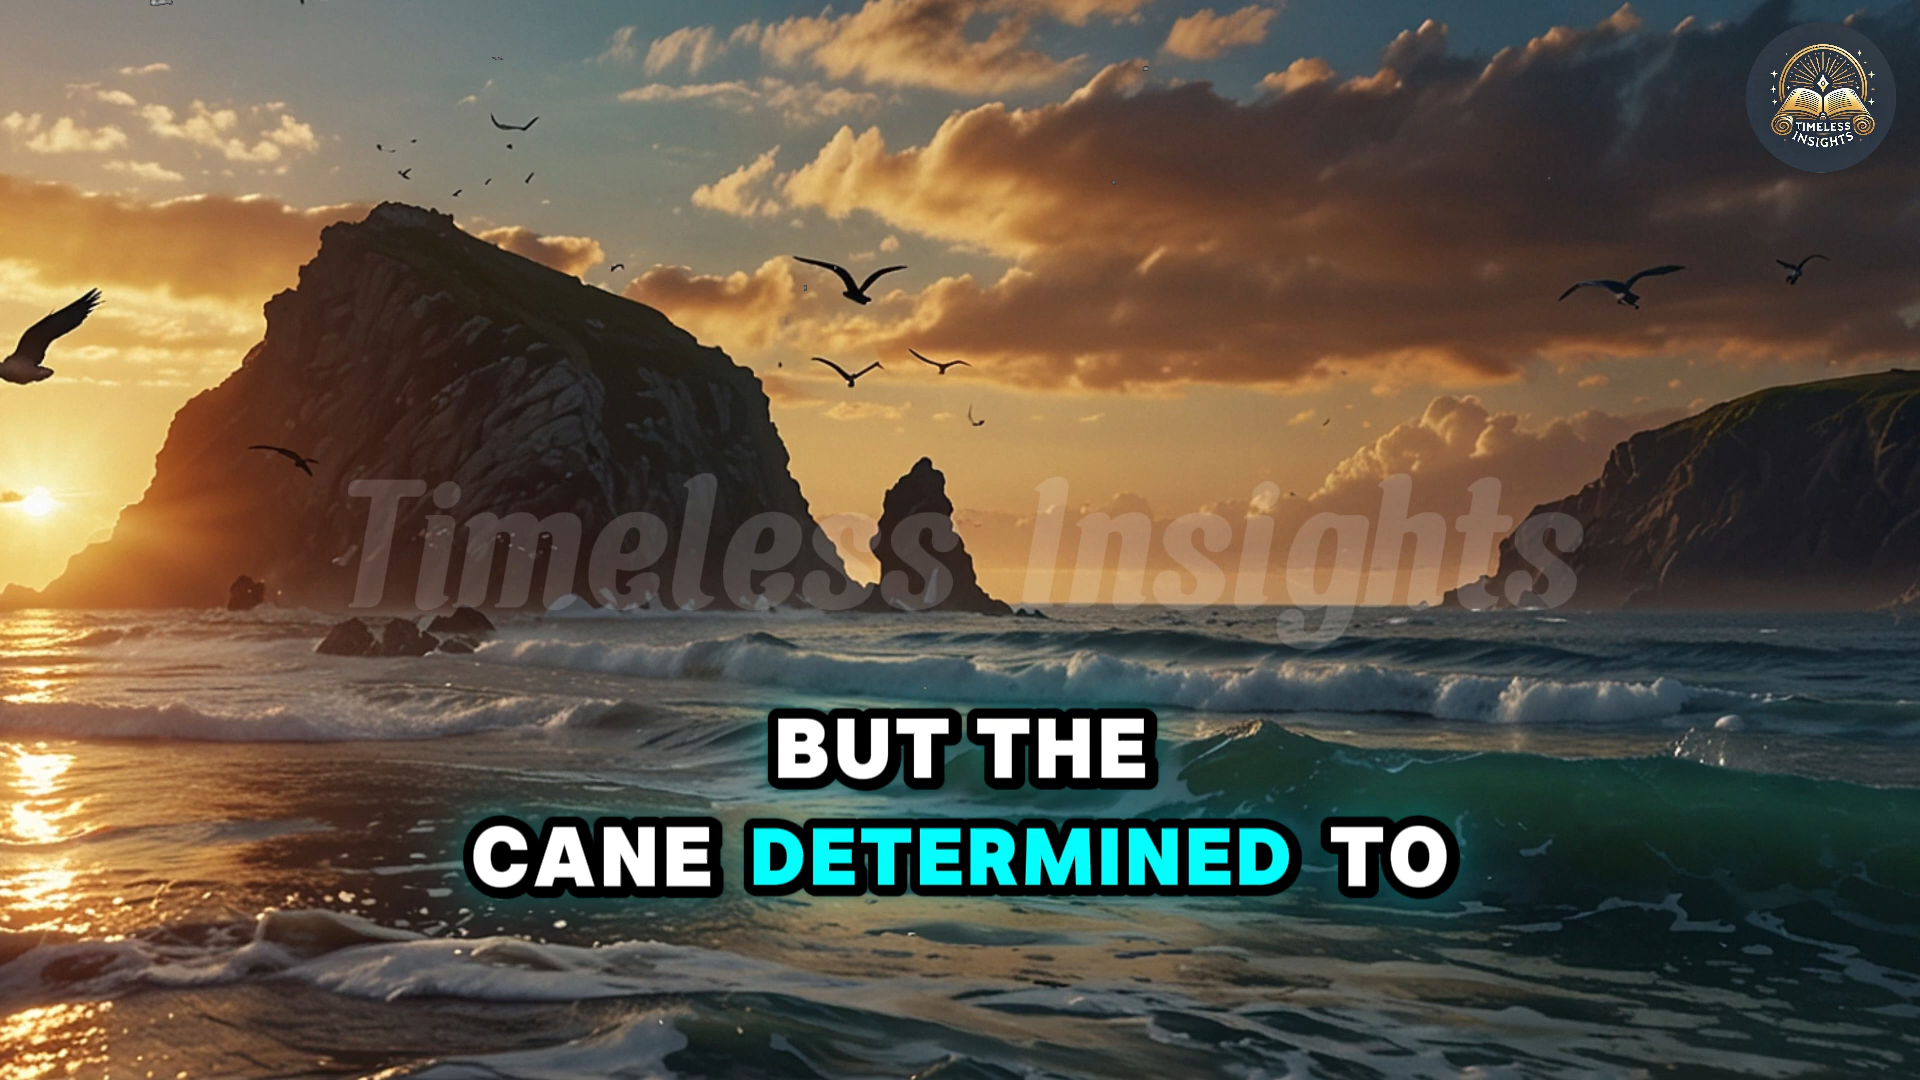 TIMELESS
INSIGHTS
Timeless Insights
BUT THE
CANE DETERMINED TO